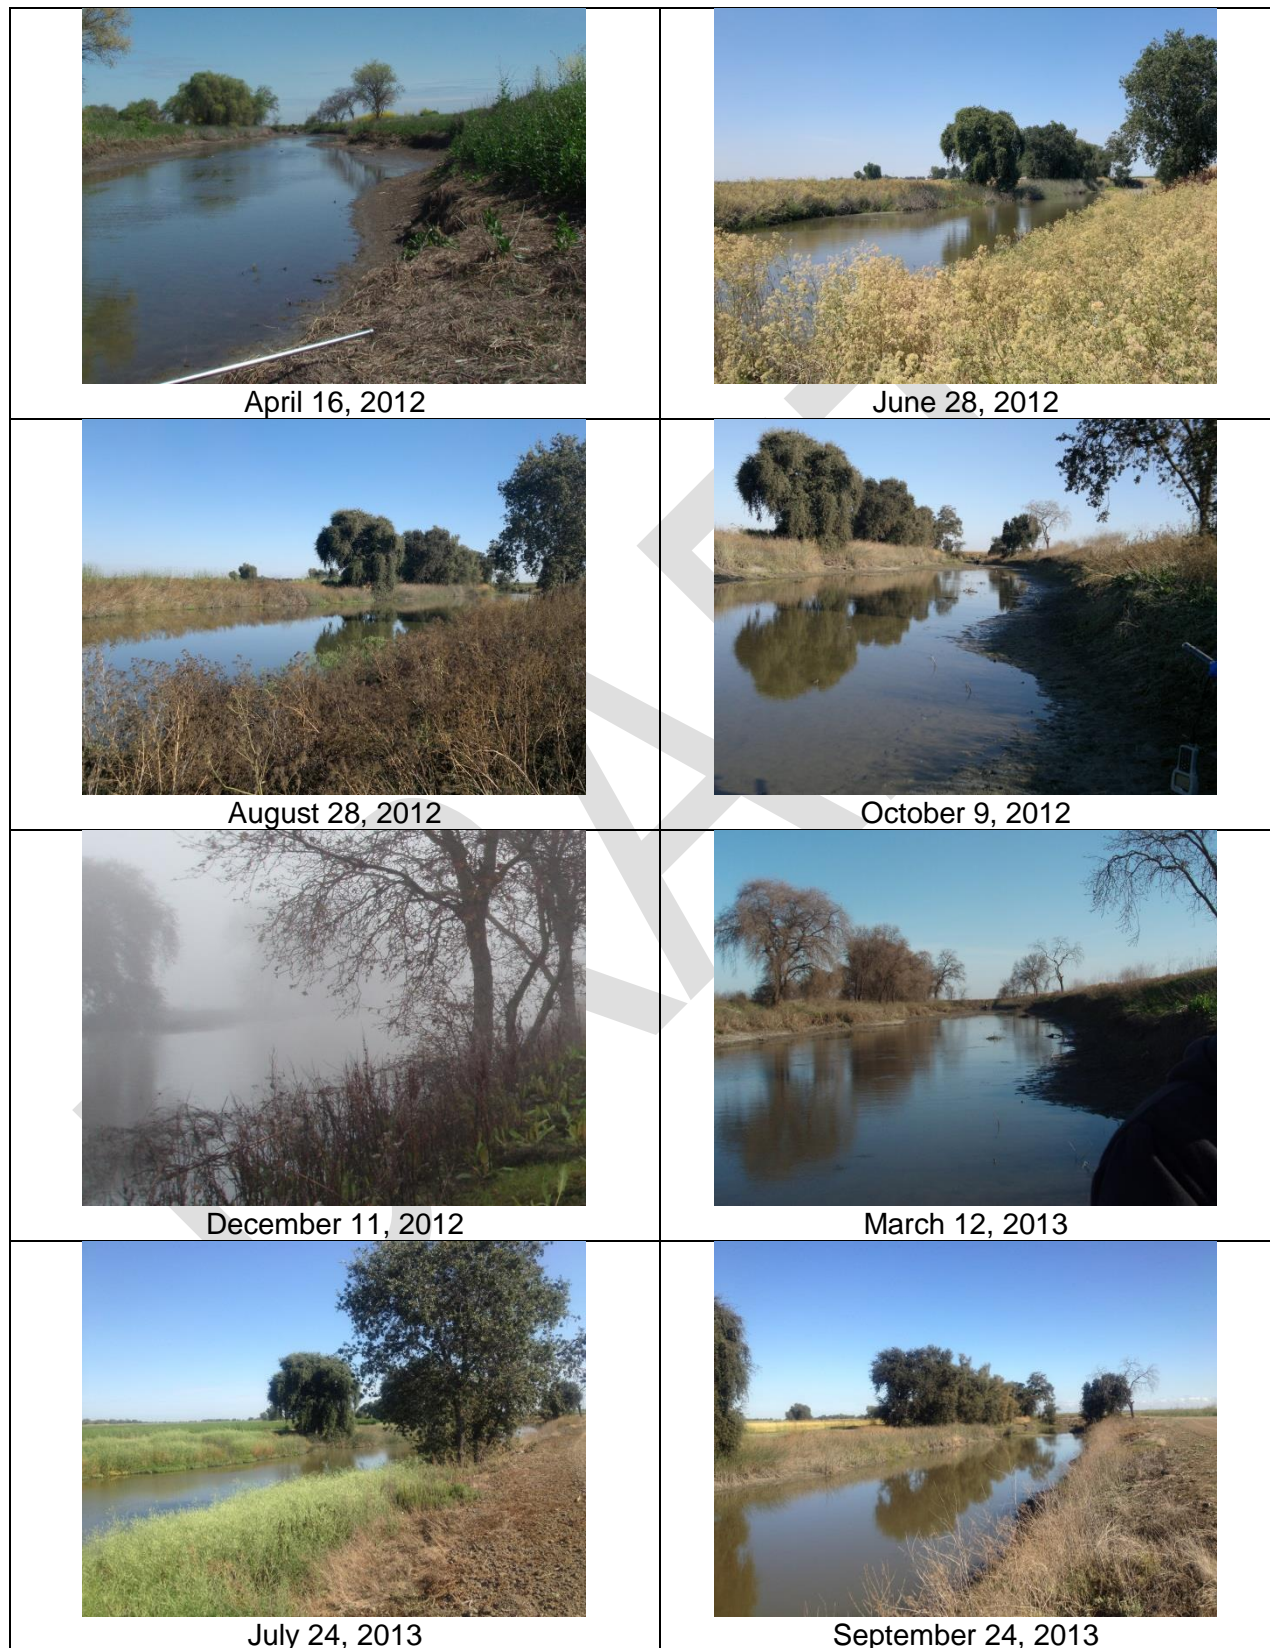 April 16, 2012
June 28, 2012
August 28, 2012
October 9, 2012
December 11, 2012
March 12, 2013
July 24, 2013
September 24, 2013
DRAFT